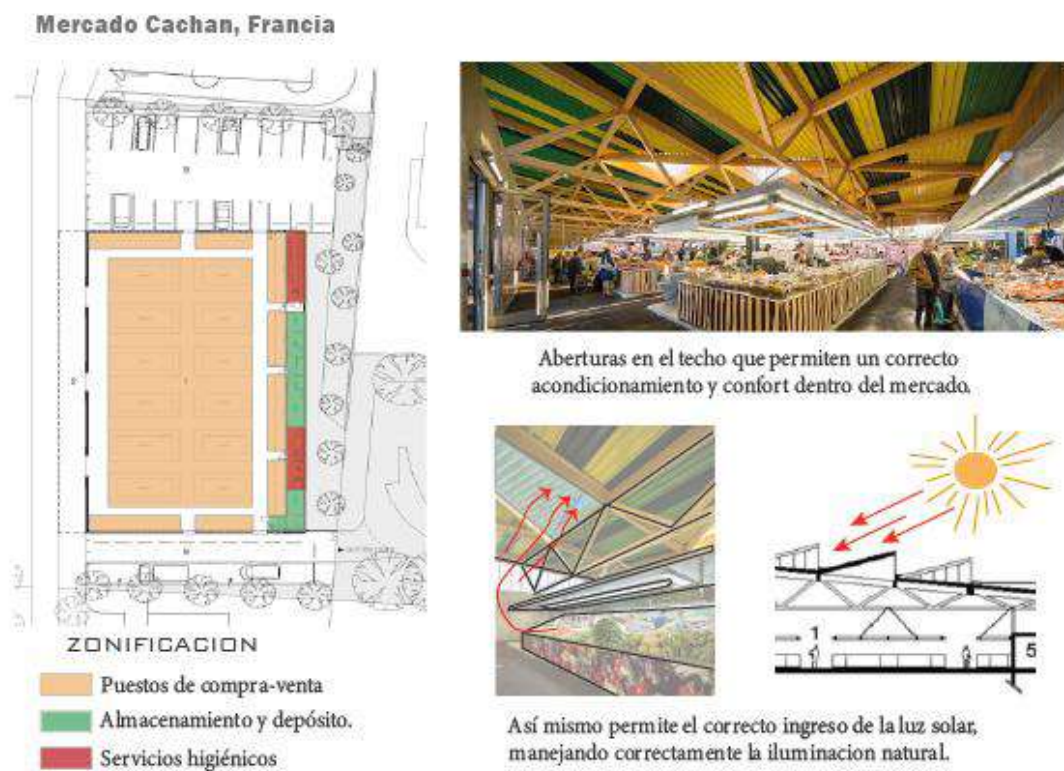 Mercado Cachan, Francia
Aberturas en el techo que permiten un correcto
acondicionamiento y confort dentro del mercado.
ZONIFICACION
Puestos de compra-venta
Almacenamiento y depósito.
Servicios higiénicos
1
5
Así mismo permite el correcto ingreso de la luz solar,
manejando correctamente la iluminacion natural.